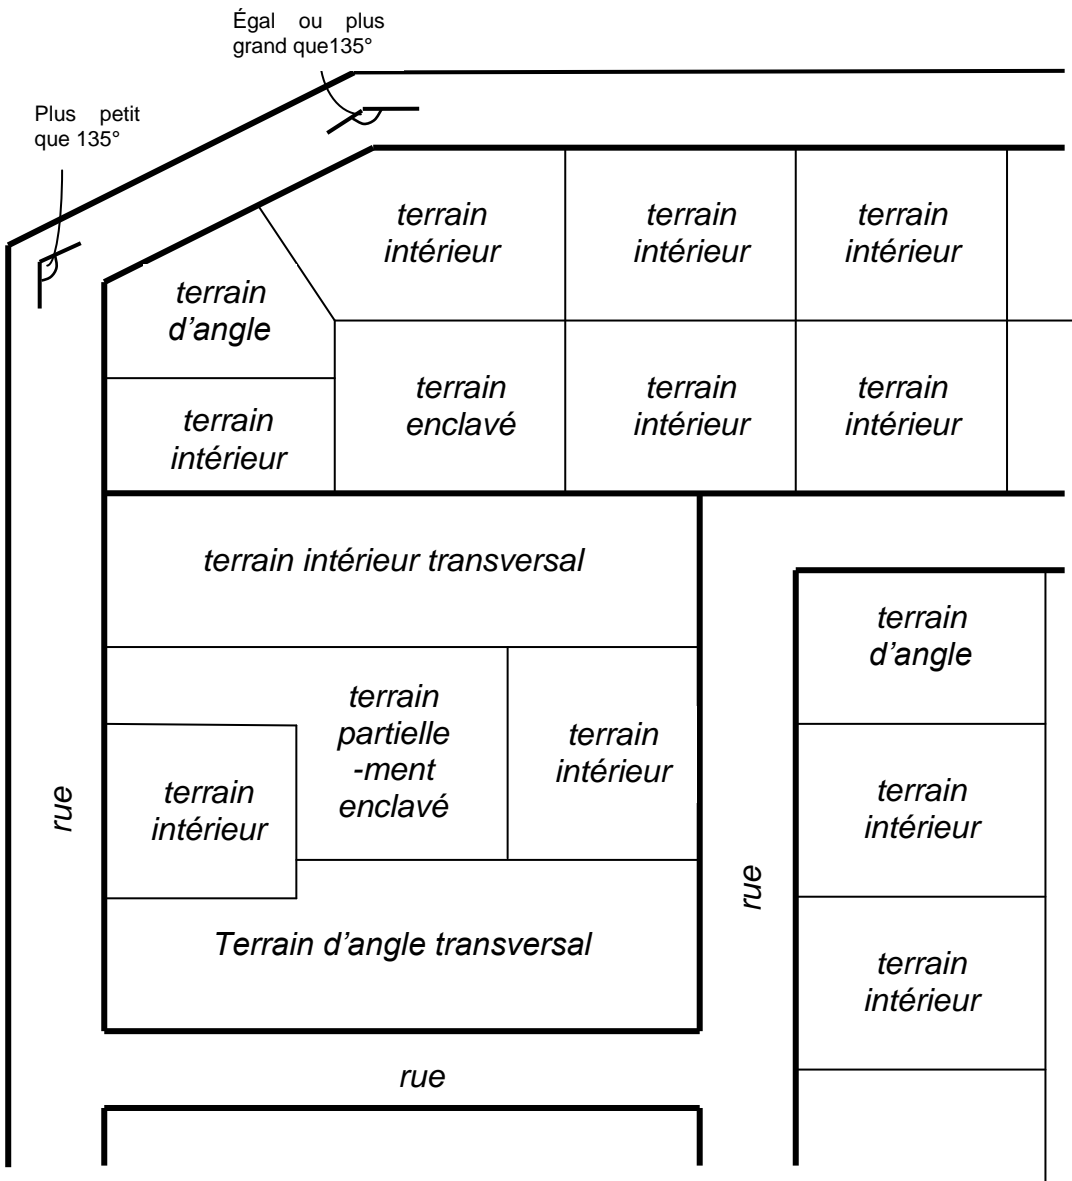 Égal ou plus
grand que135°
Plus petit
que 135°
terrain
intérieur
terrain
intérieur
terrain
intérieur
terrain
d’angle
terrain
enclavé
terrain
intérieur
terrain
intérieur
terrain
intérieur
terrain intérieur transversal
terrain
d’angle
terrain
partielle
-ment
enclavé
terrain
intérieur
terrain
intérieur
rue
terrain
intérieur
rue
Terrain d’angle transversal
terrain
intérieur
rue